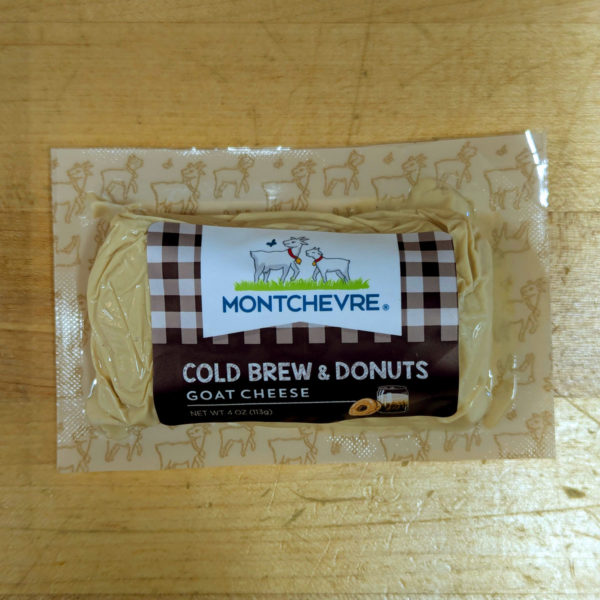 MONTCHEVRE®
COLD BREW & DONUTS
GOAT CHEESE
NET WT 4 OZ (113g)